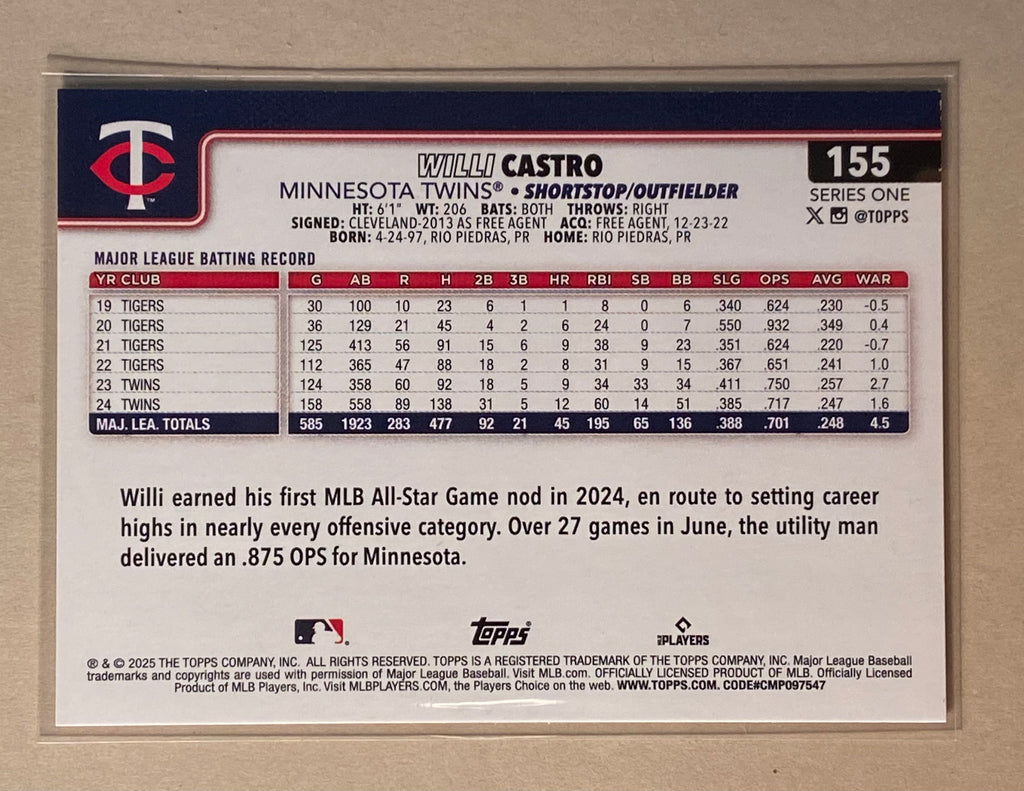 TC
TM
WILLI CASTRO
155
MINNESOTA TWINS® • SHORTSTOP/OUTFIELDER
SERIES ONE
HT: 6'1" WT: 206 BATS: BOTH THROWS: RIGHT
X @TOPPS
SIGNED: CLEVELAND-2013 AS FREE AGENT ACQ: FREE AGENT, 12-23-22
BORN: 4-24-97, RIO PIEDRAS, PR HOME: RIO PIEDRAS, PR
MAJOR LEAGUE BATTING RECORD
YR CLUB G AB R H 2B 3B HR RBI SB BB SLG OPS AVG WAR
19 TIGERS 30 100 10 23 6 1 1 8 0 6 .340 .624 .230 -0.5
20 TIGERS 36 129 21 45 4 2 6 24 0 7 .550 .932 .349 0.4
21 TIGERS 125 413 56 91 15 6 9 38 9 23 .351 .624 .220 -0.7
22 TIGERS 112 365 47 88 18 2 8 31 9 15 .367 .651 .241 1.0
23 TWINS 124 358 60 92 18 5 9 34 33 34 .411 .750 .257 2.7
24 TWINS 158 558 89 138 31 5 12 60 14 51 .385 .717 .247 1.6
MAJ. LEA. TOTALS 585 1923 283 477 92 21 45 195 65 136 .388 .701 .248 4.5
Willi earned his first MLB All-Star Game nod in 2024, en route to setting career
highs in nearly every offensive category. Over 27 games in June, the utility man
delivered an .875 OPS for Minnesota.
Topps® MLB PLAYERS
® & © 2025 THE TOPPS COMPANY, INC. ALL RIGHTS RESERVED. TOPPS IS A REGISTERED TRADEMARK OF THE TOPPS COMPANY, INC. Major League Baseball
trademarks and copyrights are used with permission of Major League Baseball. Visit MLB.com. OFFICIALLY LICENSED PRODUCT OF MLB. Officially Licensed
Product of MLB Players, Inc. Visit MLBPLAYERS.COM, the Players Choice on the web. WWW.TOPPS.COM. CODE#CMP097547